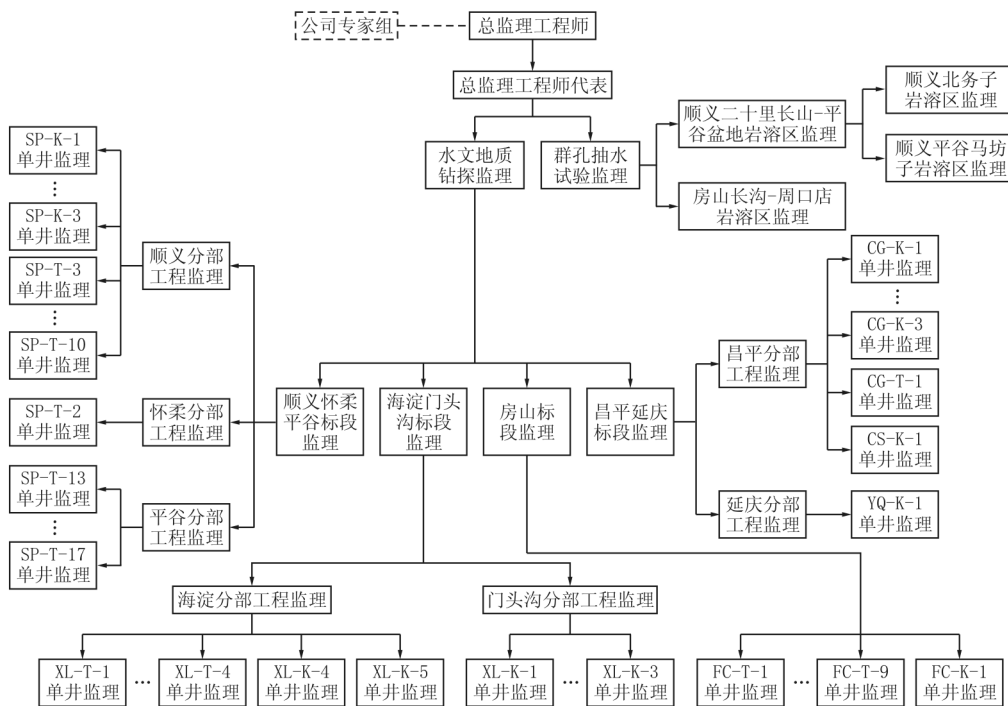 公司专家组
总监理工程师
总监理工程师代表
水文地质
钻探监理
群孔抽水
试验监理
顺义二十里长山-平
谷盆地岩溶区监理
顺义北务子
岩溶区监理
顺义平谷马坊
子岩溶区监理
房山长沟-周口店
岩溶区监理
SP-K-1
单井监理
⋮
SP-K-3
单井监理
SP-T-3
单井监理
⋮
SP-T-10
单井监理
顺义分部
工程监理
SP-T-2
单井监理
怀柔分部
工程监理
SP-T-13
单井监理
⋮
SP-T-17
单井监理
平谷分部
工程监理
顺义怀柔
平谷标段
监理
海淀门头
沟标段
监理
房山标
段监理
昌平延庆
标段监理
昌平分部
工程监理
CG-K-1
单井监理
⋮
CG-K-3
单井监理
CG-T-1
单井监理
CS-K-1
单井监理
延庆分部
工程监理
YQ-K-1
单井监理
海淀分部工程监理
门头沟分部工程监理
XL-T-1
单井监理
…
XL-T-4
单井监理
XL-K-4
单井监理
XL-K-5
单井监理
XL-K-1
单井监理
…
XL-K-3
单井监理
FC-T-1
单井监理
…
FC-T-9
单井监理
FC-K-1
单井监理